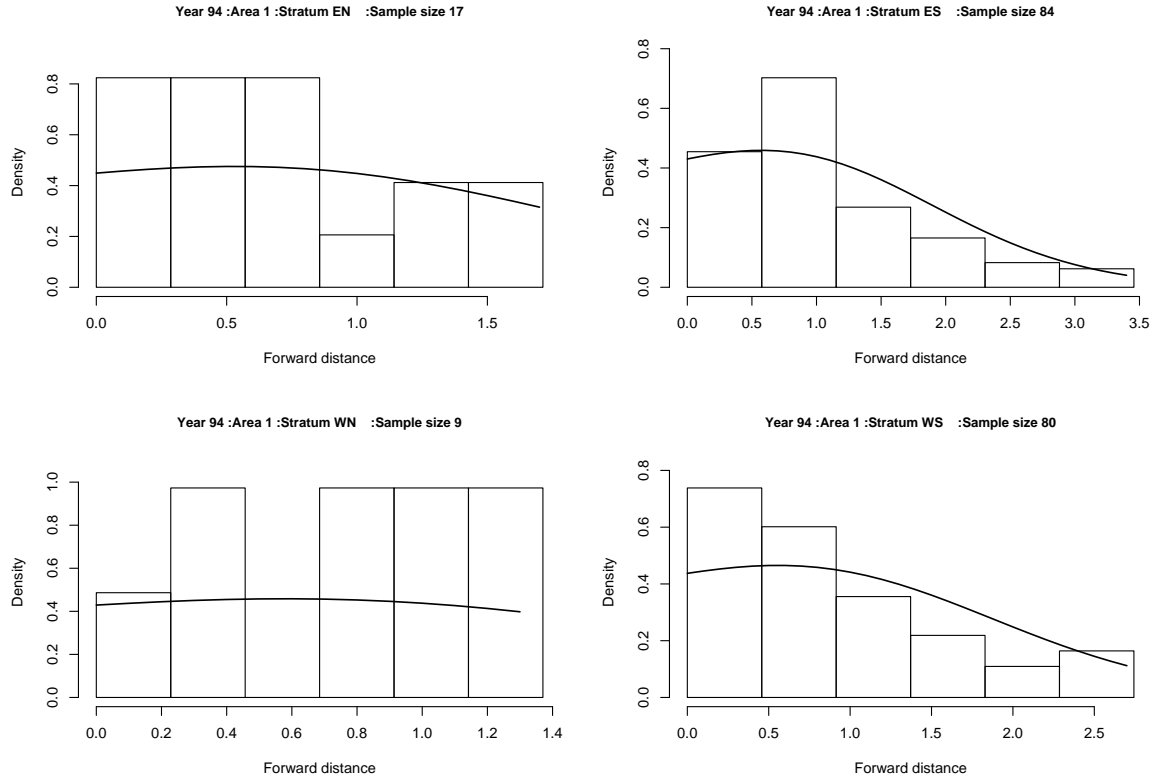 Year 94 :Area 1 :Stratum EN :Sample size 17
Density
0.0 0.2 0.4 0.6 0.8
0.0 0.5 1.0 1.5
Forward distance
Year 94 :Area 1 :Stratum ES :Sample size 84
Density
0.0 0.2 0.4 0.6 0.8
0.0 0.5 1.0 1.5 2.0 2.5 3.0 3.5
Forward distance
Year 94 :Area 1 :Stratum WN :Sample size 9
Density
0.0 0.2 0.4 0.6 0.8 1.0
0.0 0.2 0.4 0.6 0.8 1.0 1.2 1.4
Forward distance
Year 94 :Area 1 :Stratum WS :Sample size 80
Density
0.0 0.2 0.4 0.6 0.8
0.0 0.5 1.0 1.5 2.0 2.5
Forward distance